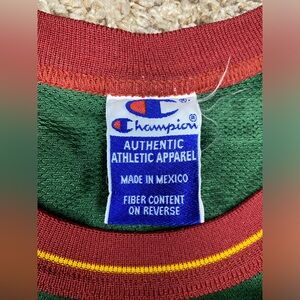 Champion®
AUTHENTIC
ATHLETIC APPAREL
MADE IN MEXICO
FIBER CONTENT
ON REVERSE